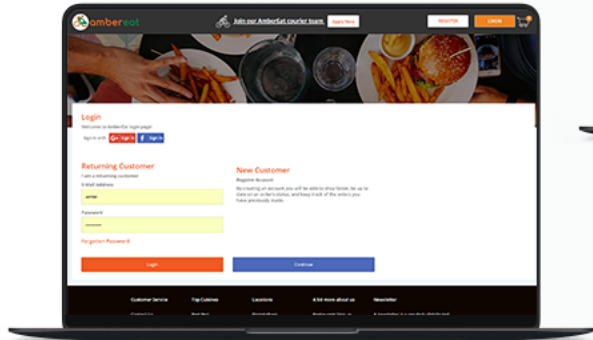 ambereat
Join our AmberEat courier team
Apply Now
REGISTER
LOGIN
Login
Welcome to AmberEat login page!
Sign in with
G+ Sign in
f Sign in
Returning Customer
I am a returning customer
E-Mail Address
Password
Forgotten Password
Login
New Customer
Register Account
By creating an account you will be able to shop faster, be up to
date on an order's status, and keep track of the orders you
have previously made.
Continue
Customer Service
Top Cuisines
Locations
A bit more about us
Newsletter